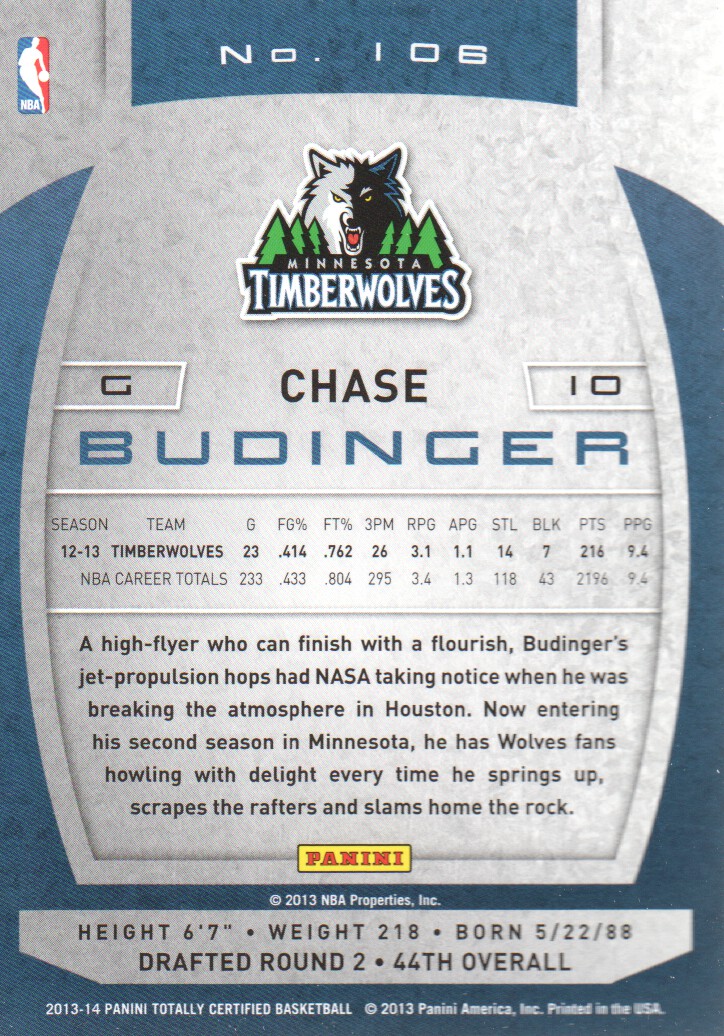 No. 106
NBA
MINNESOTA
TIMBERWOLVES
G CHASE 10
BUDINGER
SEASON TEAM G FG% FT% 3PM RPG APG STL BLK PTS PPG
12-13 TIMBERWOLVES 23 .414 .762 26 3.1 1.1 14 7 216 9.4
NBA CAREER TOTALS 233 .433 .804 295 3.4 1.3 118 43 2196 9.4
A high-flyer who can finish with a flourish, Budinger's
jet-propulsion hops had NASA taking notice when he was
breaking the atmosphere in Houston. Now entering
his second season in Minnesota, he has Wolves fans
howling with delight every time he springs up,
scrapes the rafters and slams home the rock.
PANINI
© 2013 NBA Properties, Inc.
HEIGHT 6'7" • WEIGHT 218 • BORN 5/22/88
DRAFTED ROUND 2 • 44TH OVERALL
2013-14 PANINI TOTALLY CERTIFIED BASKETBALL © 2013 Panini America, Inc. Printed in the USA.